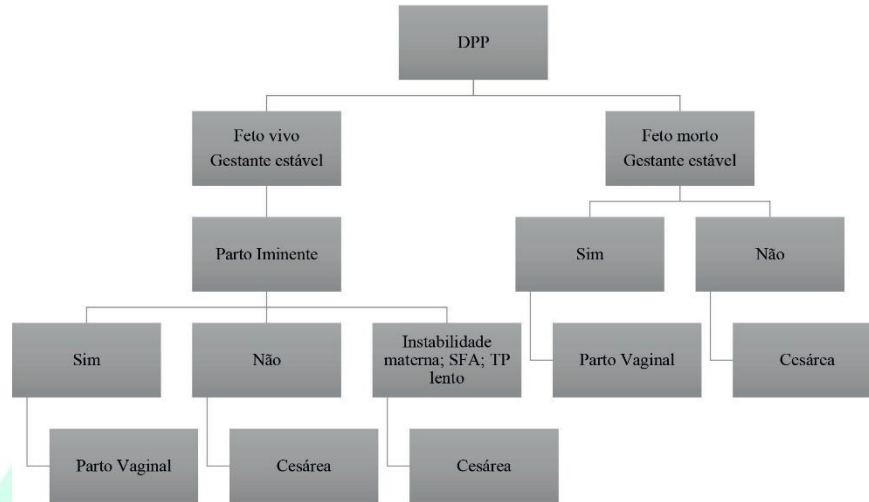 DPP
Feto vivo
Gestante estável
Feto morto
Gestante estável
Parto Iminente
Sim
Não
Sim
Não
Instabilidade
materna; SFA; TP
lento
Parto Vaginal
Cesárea
Parto Vaginal
Cesárea
Cesárea